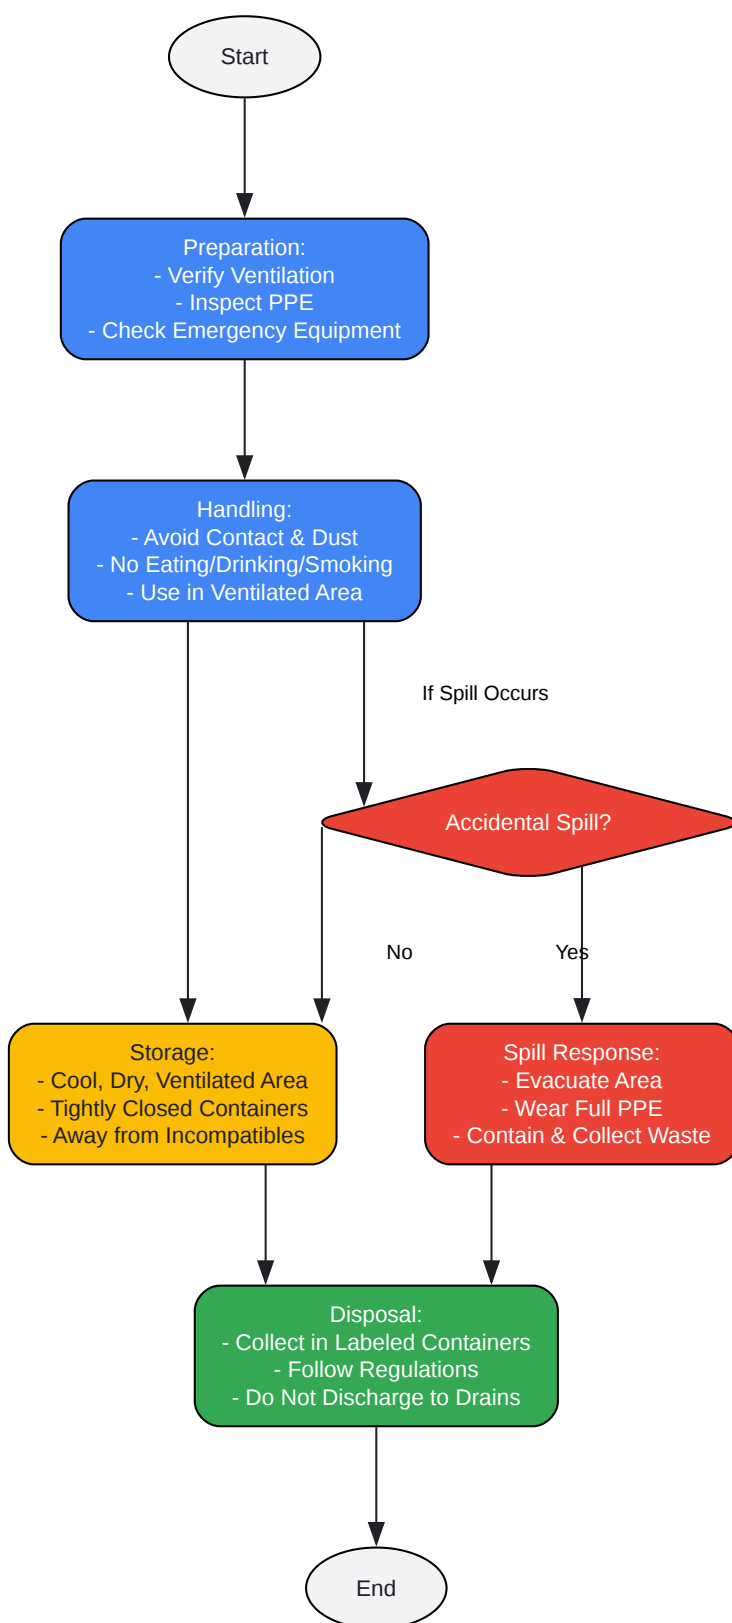 Start
Preparation:
- Verify Ventilation
- Inspect PPE
- Check Emergency Equipment
Handling:
- Avoid Contact & Dust
- No Eating/Drinking/Smoking
- Use in Ventilated Area
If Spill Occurs
Accidental Spill?
No
Yes
Storage:
- Cool, Dry, Ventilated Area
- Tightly Closed Containers
- Away from Incompatibles
Spill Response:
- Evacuate Area
- Wear Full PPE
- Contain & Collect Waste
Disposal:
- Collect in Labeled Containers
- Follow Regulations
- Do Not Discharge to Drains
End